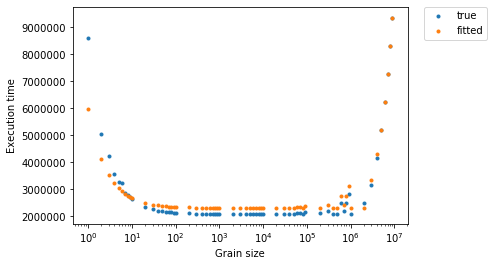 true
fitted
9000000
8000000
7000000
6000000
5000000
4000000
3000000
2000000
Execution time
10⁰ 10¹ 10² 10³ 10⁴ 10⁵ 10⁶ 10⁷
Grain size